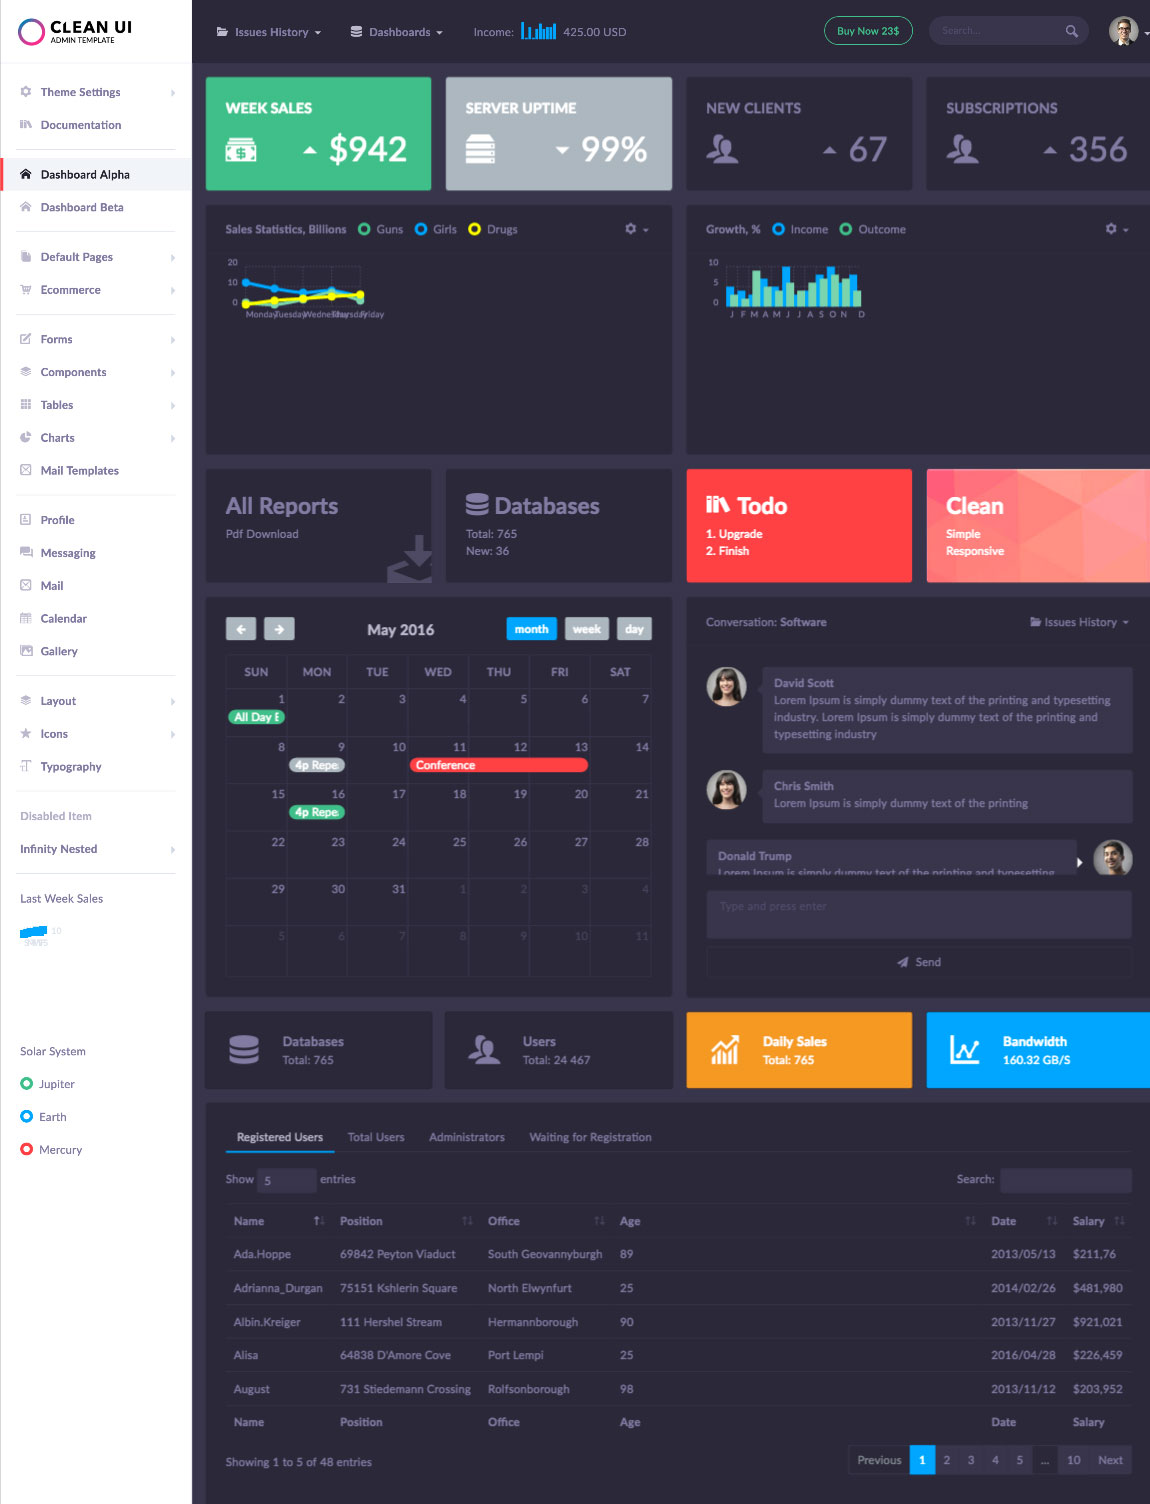 CLEAN UI
ADMIN TEMPLATE
Issues History
Dashboards
Income:
425.00 USD
Buy Now 23$
Search...
Theme Settings
Documentation
Dashboard Alpha
Dashboard Beta
Default Pages
Ecommerce
Forms
Components
Tables
Charts
Mail Templates
Profile
Messaging
Mail
Calendar
Gallery
Layout
Icons
Typography
Disabled Item
Infinity Nested
Last Week Sales
10
Solar System
Jupiter
Earth
Mercury
WEEK SALES
$942
SERVER UPTIME
99%
NEW CLIENTS
67
SUBSCRIPTIONS
356
Sales Statistics, Billions Guns Girls Drugs
20
10
0
Monday Tuesday Wednesday Thursday Friday
Growth, % Income Outcome
10
5
0
J F M A M J J A S O N D
All Reports
Pdf Download
Databases
Total: 765
New: 36
Todo
1. Upgrade
2. Finish
Clean
Simple
Responsive
May 2016
month week day
SUN MON TUE WED THU FRI SAT
1 2 3 4 5 6 7
All Day E
8 9 10 11 12 13 14
4p Repe
Conference
15 16 17 18 19 20 21
4p Repe
22 23 24 25 26 27 28
29 30 31 1 2 3 4
5 6 7 8 9 10 11
Conversation: Software
Issues History
David Scott
Lorem Ipsum is simply dummy text of the printing and typesetting
industry. Lorem Ipsum is simply dummy text of the printing and
typesetting industry
Chris Smith
Lorem Ipsum is simply dummy text of the printing
Donald Trump
Lorem Ipsum is simply dummy text of the printing and typesetting
Type and press enter
Send
Databases
Total: 765
Users
Total: 24 467
Daily Sales
Total: 765
Bandwidth
160.32 GB/S
Registered Users Total Users Administrators Waiting for Registration
Show 5 entries
Search:
Name Position Office Age Date Salary
Ada.Hoppe 69842 Peyton Viaduct South Geovannyburgh 89 2013/05/13 $211,76
Adrianna_Durgan 75151 Kshlerin Square North Elwynfurt 25 2014/02/26 $481,980
Albin.Kreiger 111 Hershel Stream Hermannborough 90 2013/11/27 $921,021
Alisa 64838 D'Amore Cove Port Lempi 25 2016/04/28 $226,459
August 731 Stiedemann Crossing Rolfsonborough 98 2013/11/12 $203,952
Name Position Office Age Date Salary
Showing 1 to 5 of 48 entries
Previous 1 2 3 4 5 ... 10 Next